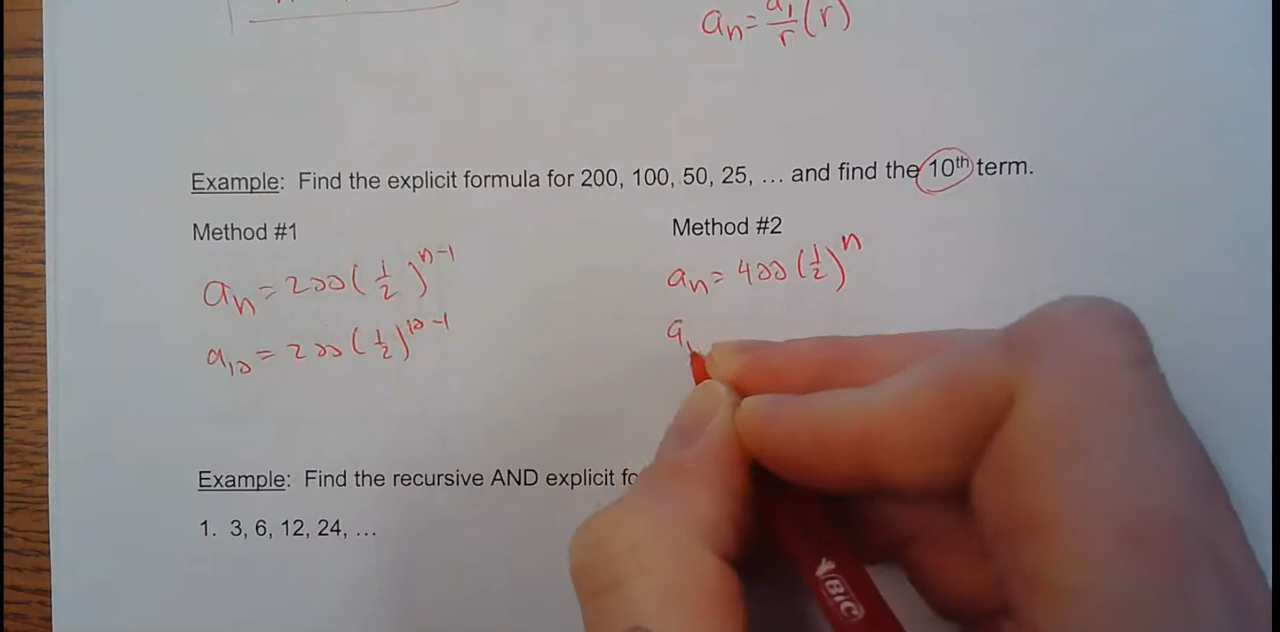 aₙ = a₁/r (r)
Example: Find the explicit formula for 200, 100, 50, 25, … and find the 10ᵗʰ term.
Method #1
aₙ = 200(1/2)ⁿ⁻¹
a₁₀ = 200(1/2)¹⁰⁻¹
Method #2
aₙ = 400(1/2)ⁿ
a₁
Example: Find the recursive AND explicit
1. 3, 6, 12, 24, …
BIC